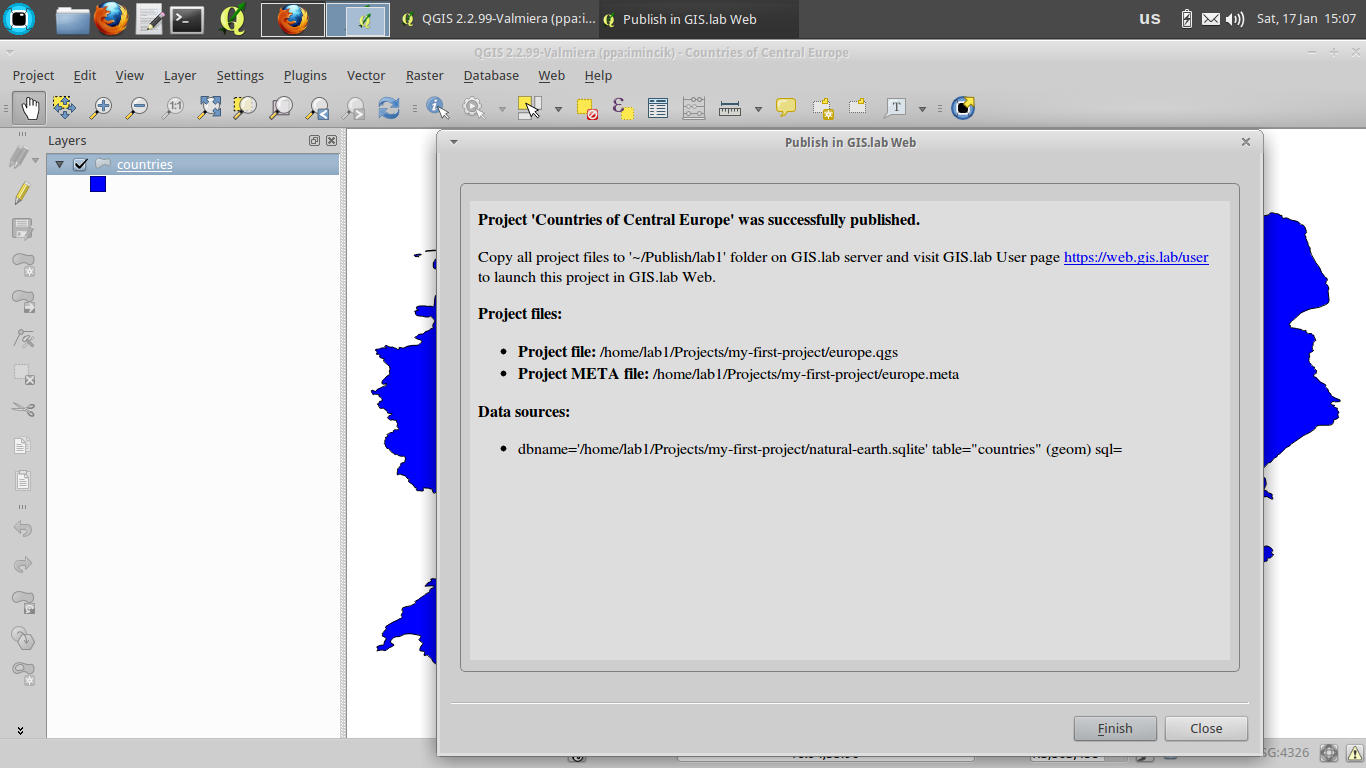 QGIS 2.2.99-Valmiera (ppa:i...
Publish in GIS.lab Web
us
Sat, 17 Jan 15:07
QGIS 2.2.99-Valmiera (ppa:imincik) - Countries of Central Europe
Project Edit View Layer Settings Plugins Vector Raster Database Web Help
Layers
countries
Publish in GIS.lab Web
Project 'Countries of Central Europe' was successfully published.
Copy all project files to '~/Publish/lab1' folder on GIS.lab server and visit GIS.lab User page https://web.gis.lab/user
to launch this project in GIS.lab Web.
Project files:
• Project file: /home/lab1/Projects/my-first-project/europe.qgs
• Project META file: /home/lab1/Projects/my-first-project/europe.meta
Data sources:
• dbname='/home/lab1/Projects/my-first-project/natural-earth.sqlite' table="countries" (geom) sql=
Finish
Close
SG:4326